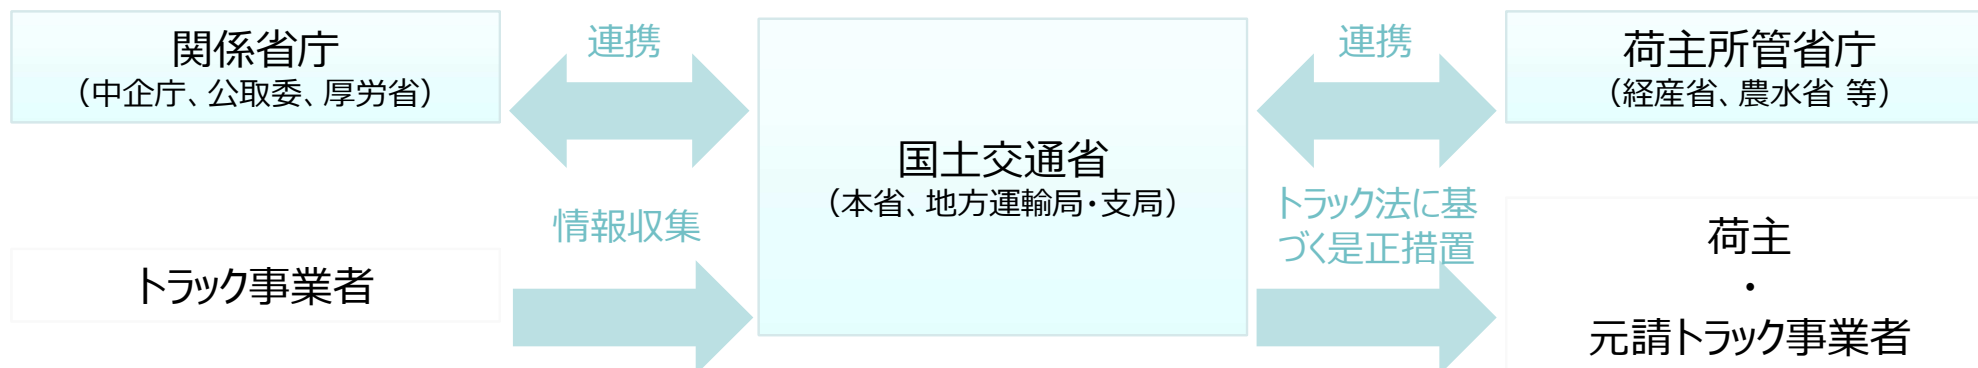 関係省庁
（中企庁、公取委、厚労省）
連携
国土交通省
（本省、地方運輸局・支局）
連携
荷主所管省庁
（経産省、農水省 等）
トラック事業者
情報収集
トラック法に基
づく是正措置
荷主
・
元請トラック事業者